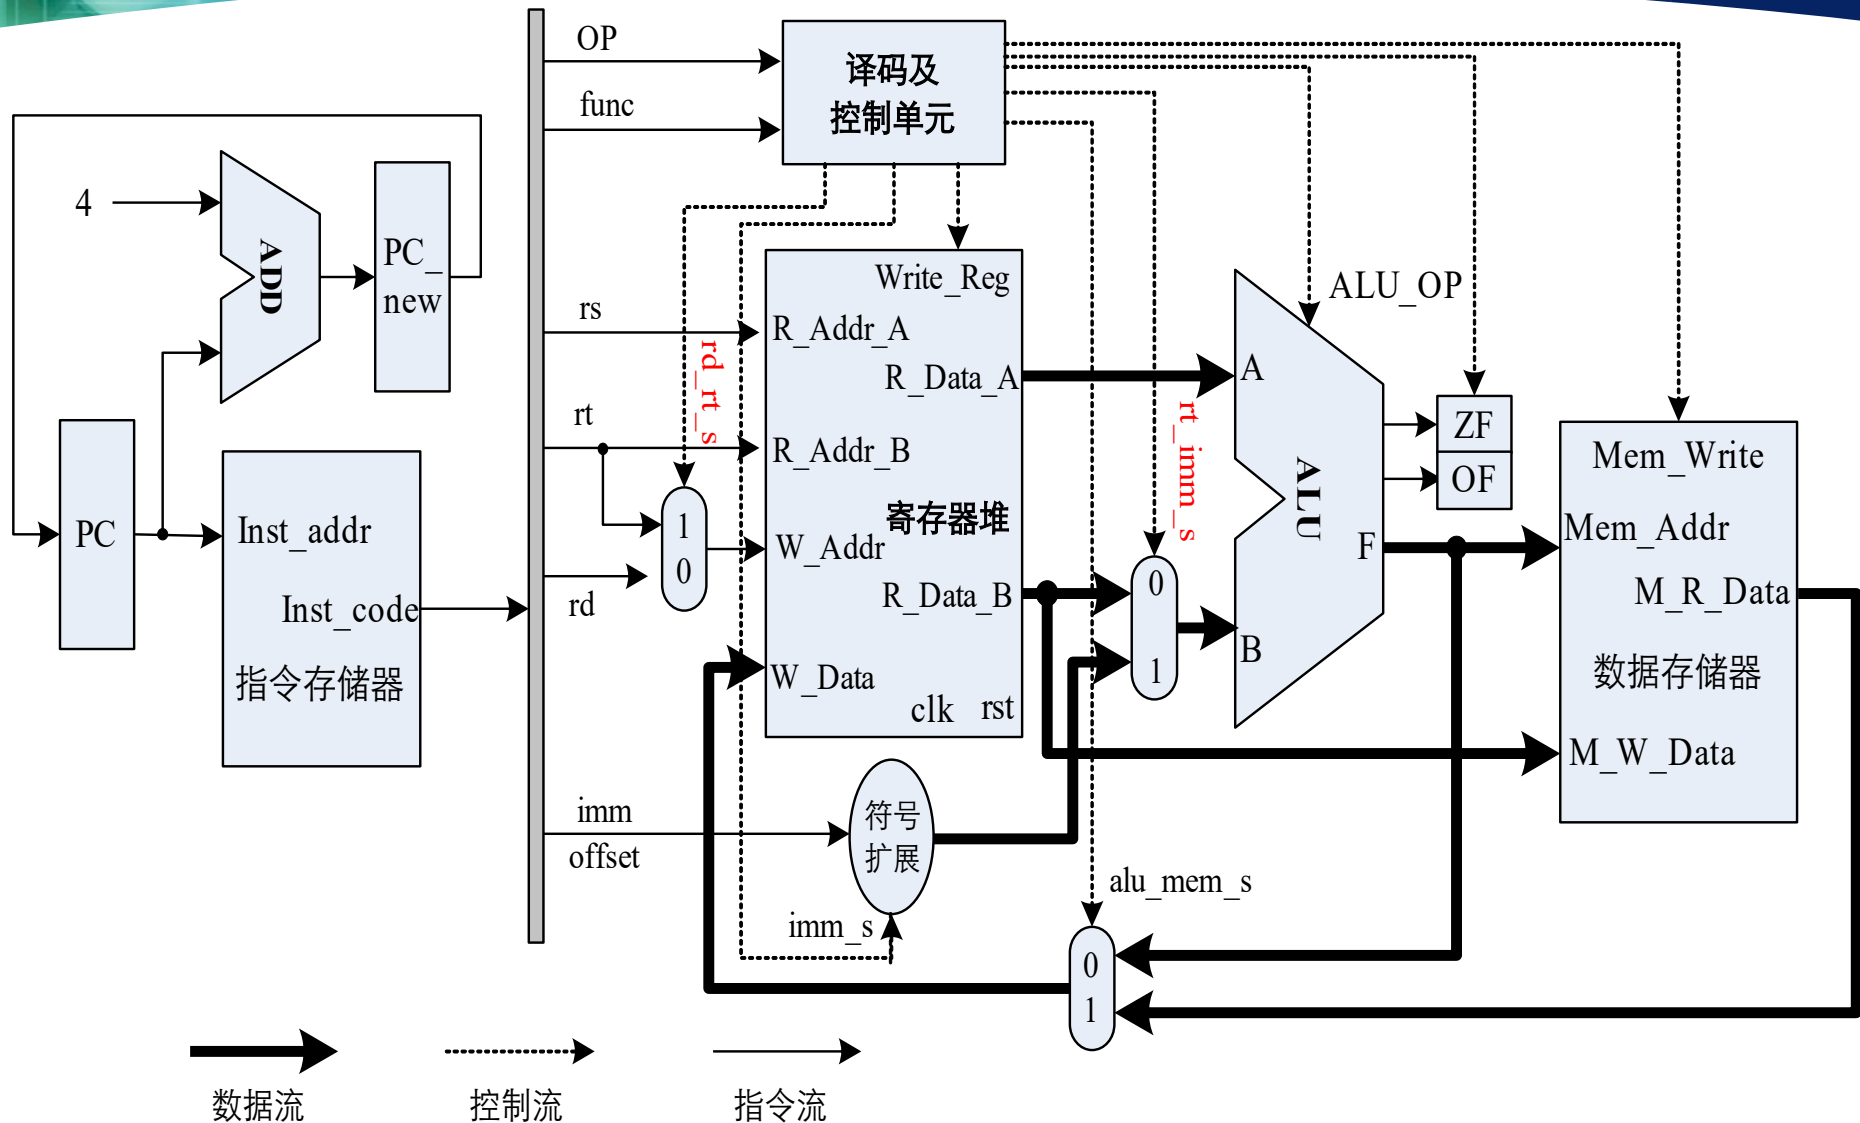 OP
func
译码及
控制单元
4
ADD
PC_
new
PC
Inst_addr
Inst_code
指令存储器
rs
rt
rd
rd_rt_s
1
0
Write_Reg
R_Addr_A
R_Data_A
R_Addr_B
寄存器堆
W_Addr
R_Data_B
W_Data
clk rst
imm
offset
符号
扩展
imm_s
rt_imm_s
0
1
ALU_OP
A
ALU
F
B
ZF
OF
Mem_Write
Mem_Addr
M_R_Data
数据存储器
M_W_Data
alu_mem_s
0
1
数据流
控制流
指令流